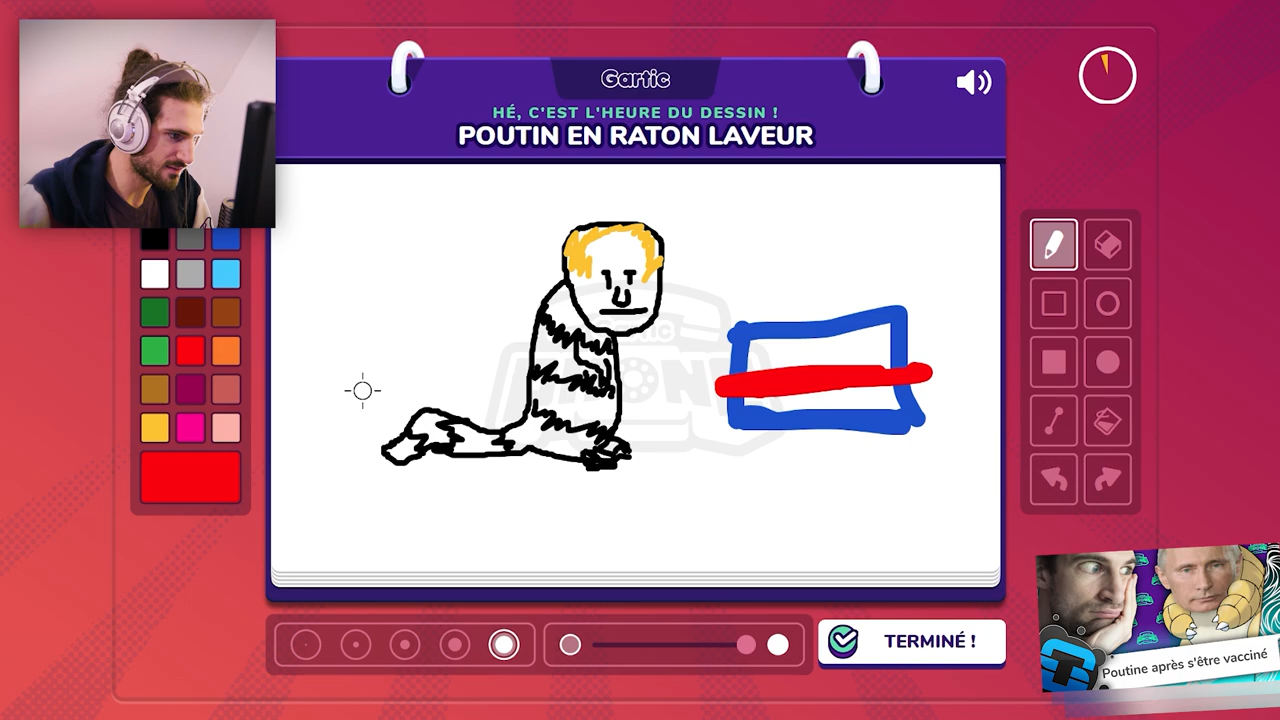 Gartic
HÉ, C'EST L'HEURE DU DESSIN !
POUTIN EN RATON LAVEUR
TERMINÉ !
Poutine après s'être vacciné